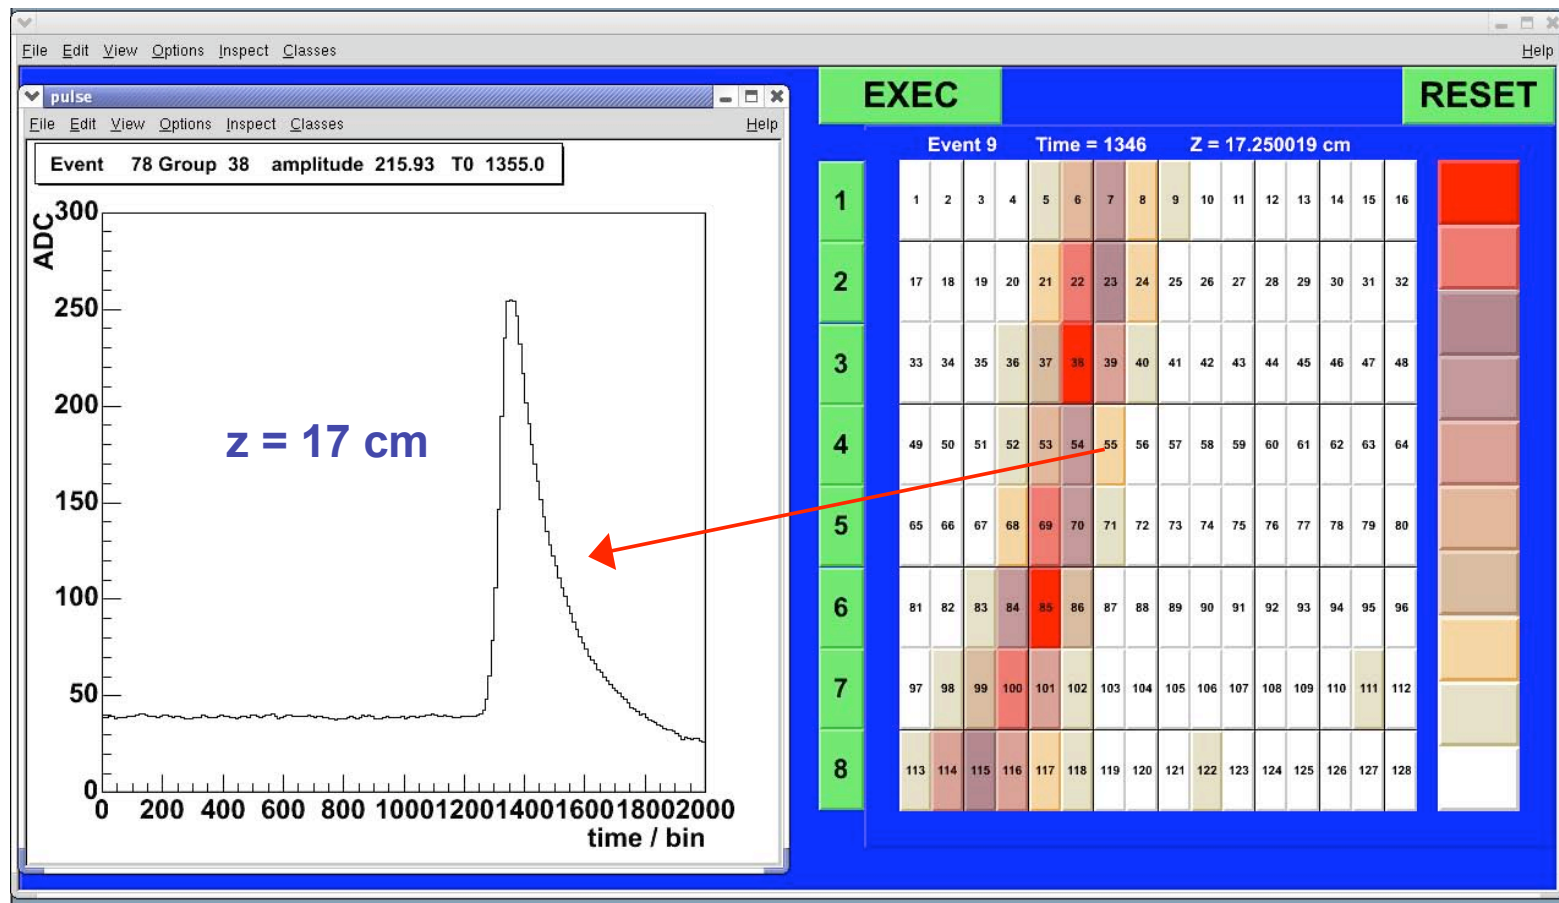 File Edit View Options Inspect Classes Help
pulse
File Edit View Options Inspect Classes Help
Event 78 Group 38 amplitude 215.93 T0 1355.0
ADC
300
250
200
150
100
50
0
0 200 400 600 800 1000 1200 1400 1600 1800 2000
time / bin
z = 17 cm
EXEC
RESET
Event 9 Time = 1346 Z = 17.250019 cm
1 1 2 3 4 5 6 7 8 9 10 11 12 13 14 15 16
2 17 18 19 20 21 22 23 24 25 26 27 28 29 30 31 32
3 33 34 35 36 37 38 39 40 41 42 43 44 45 46 47 48
4 49 50 51 52 53 54 55 56 57 58 59 60 61 62 63 64
5 65 66 67 68 69 70 71 72 73 74 75 76 77 78 79 80
6 81 82 83 84 85 86 87 88 89 90 91 92 93 94 95 96
7 97 98 99 100 101 102 103 104 105 106 107 108 109 110 111 112
8 113 114 115 116 117 118 119 120 121 122 123 124 125 126 127 128